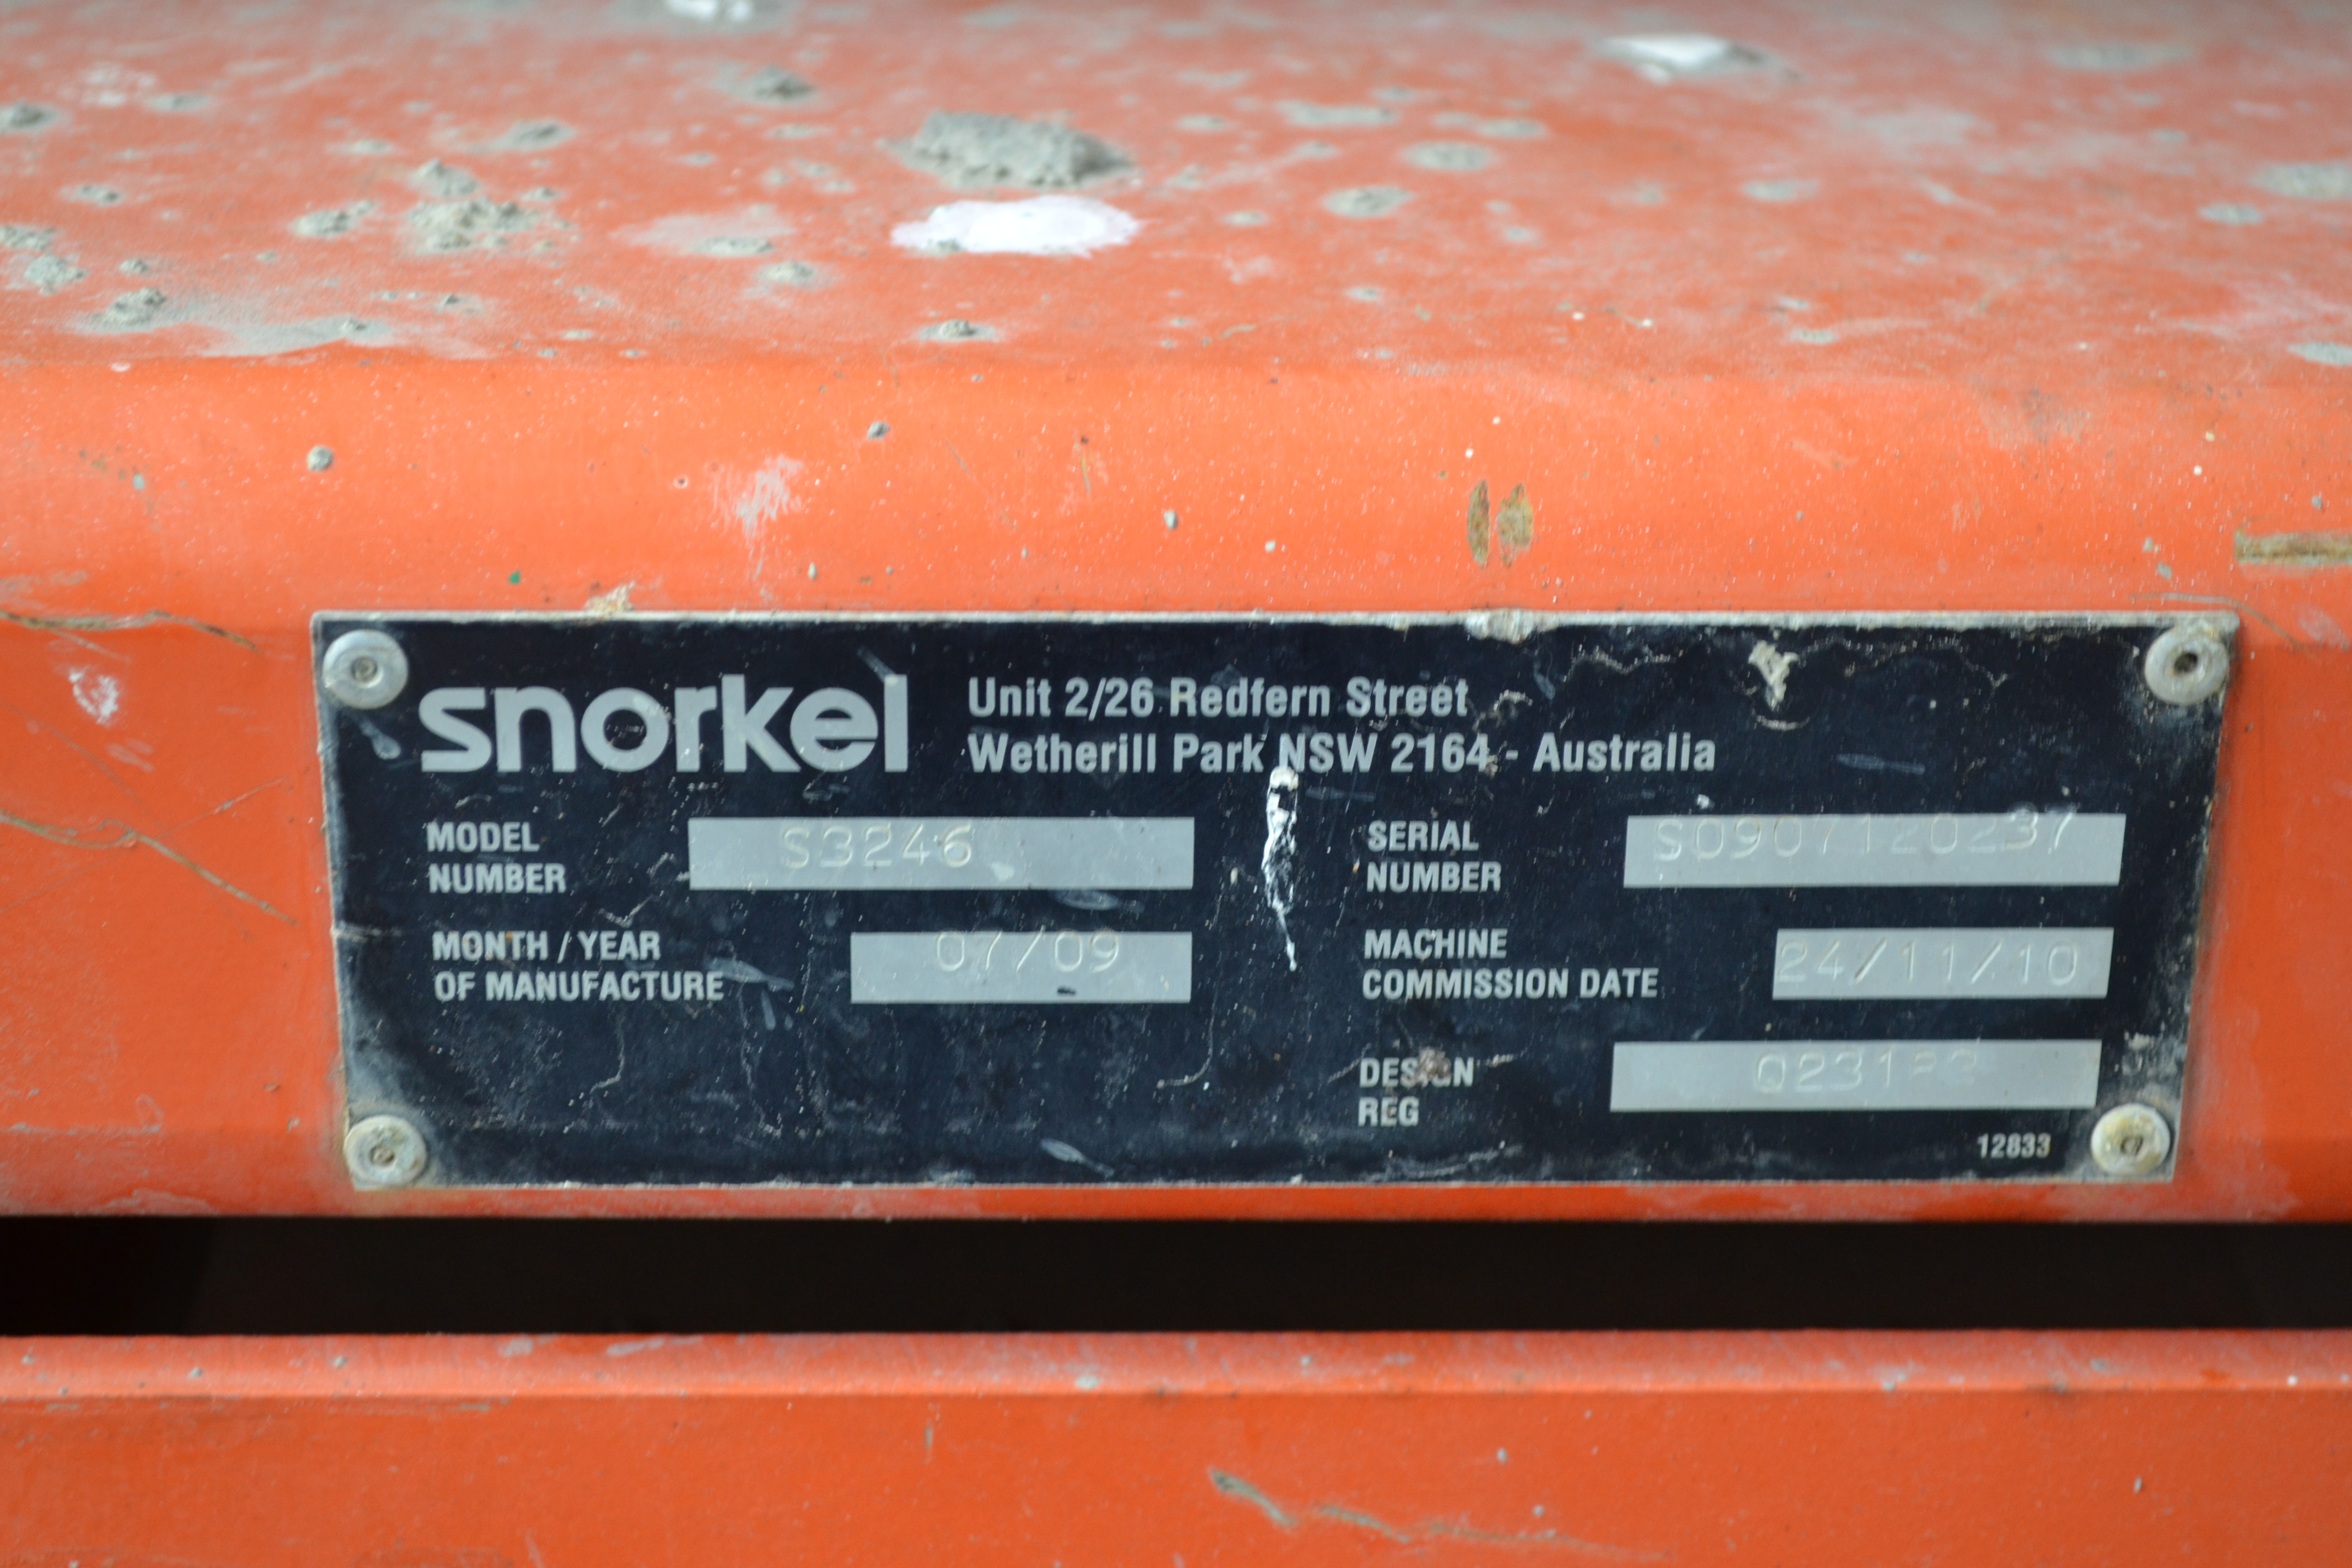 snorkel
Unit 2/26 Redfern Street
Wetherill Park NSW 2164 - Australia
MODEL
NUMBER
S3246
SERIAL
NUMBER
S0907120237
MONTH / YEAR
OF MANUFACTURE
07/09
MACHINE
COMMISSION DATE
24/11/10
DESIGN
REG
12833